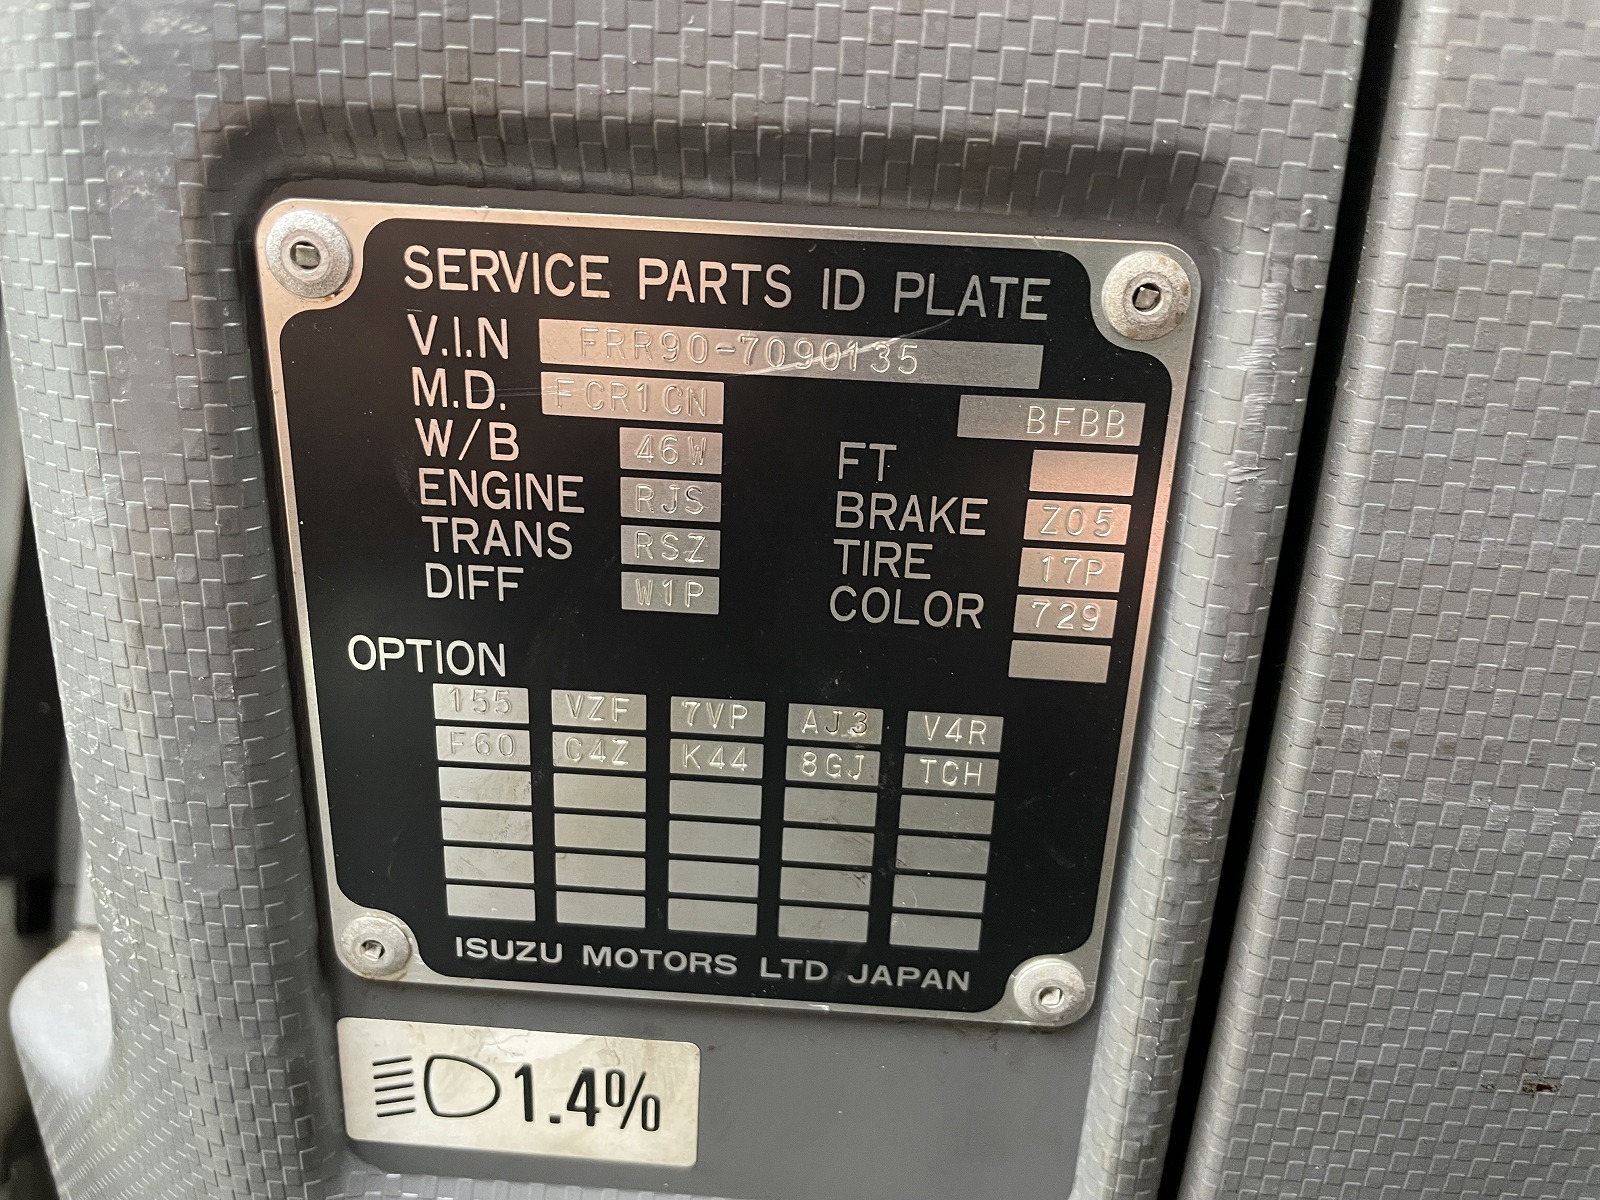 SERVICE PARTS ID PLATE
V.I.N FRR90-7090135
M.D. FCR1CN BFBB
W/B 46W FT
ENGINE RJS BRAKE Z05
TRANS RSZ TIRE 17P
DIFF W1P COLOR 729
OPTION
155 VZF 7VP AJ3 V4R
F60 C4Z K44 8GJ TCH
ISUZU MOTORS LTD JAPAN
1.4%